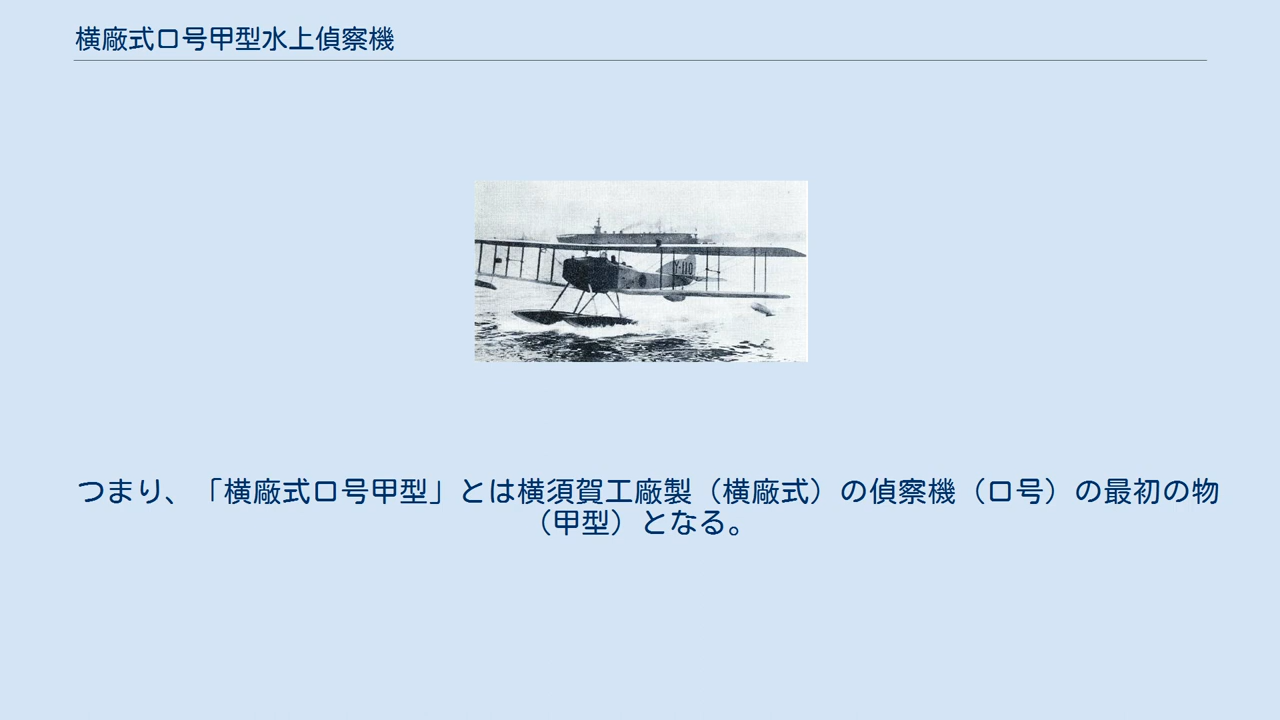 横廠式ロ号甲型水上偵察機
Y-110
つまり、「横廠式ロ号甲型」とは横須賀工廠製（横廠式）の偵察機（ロ号）の最初の物
（甲型）となる。